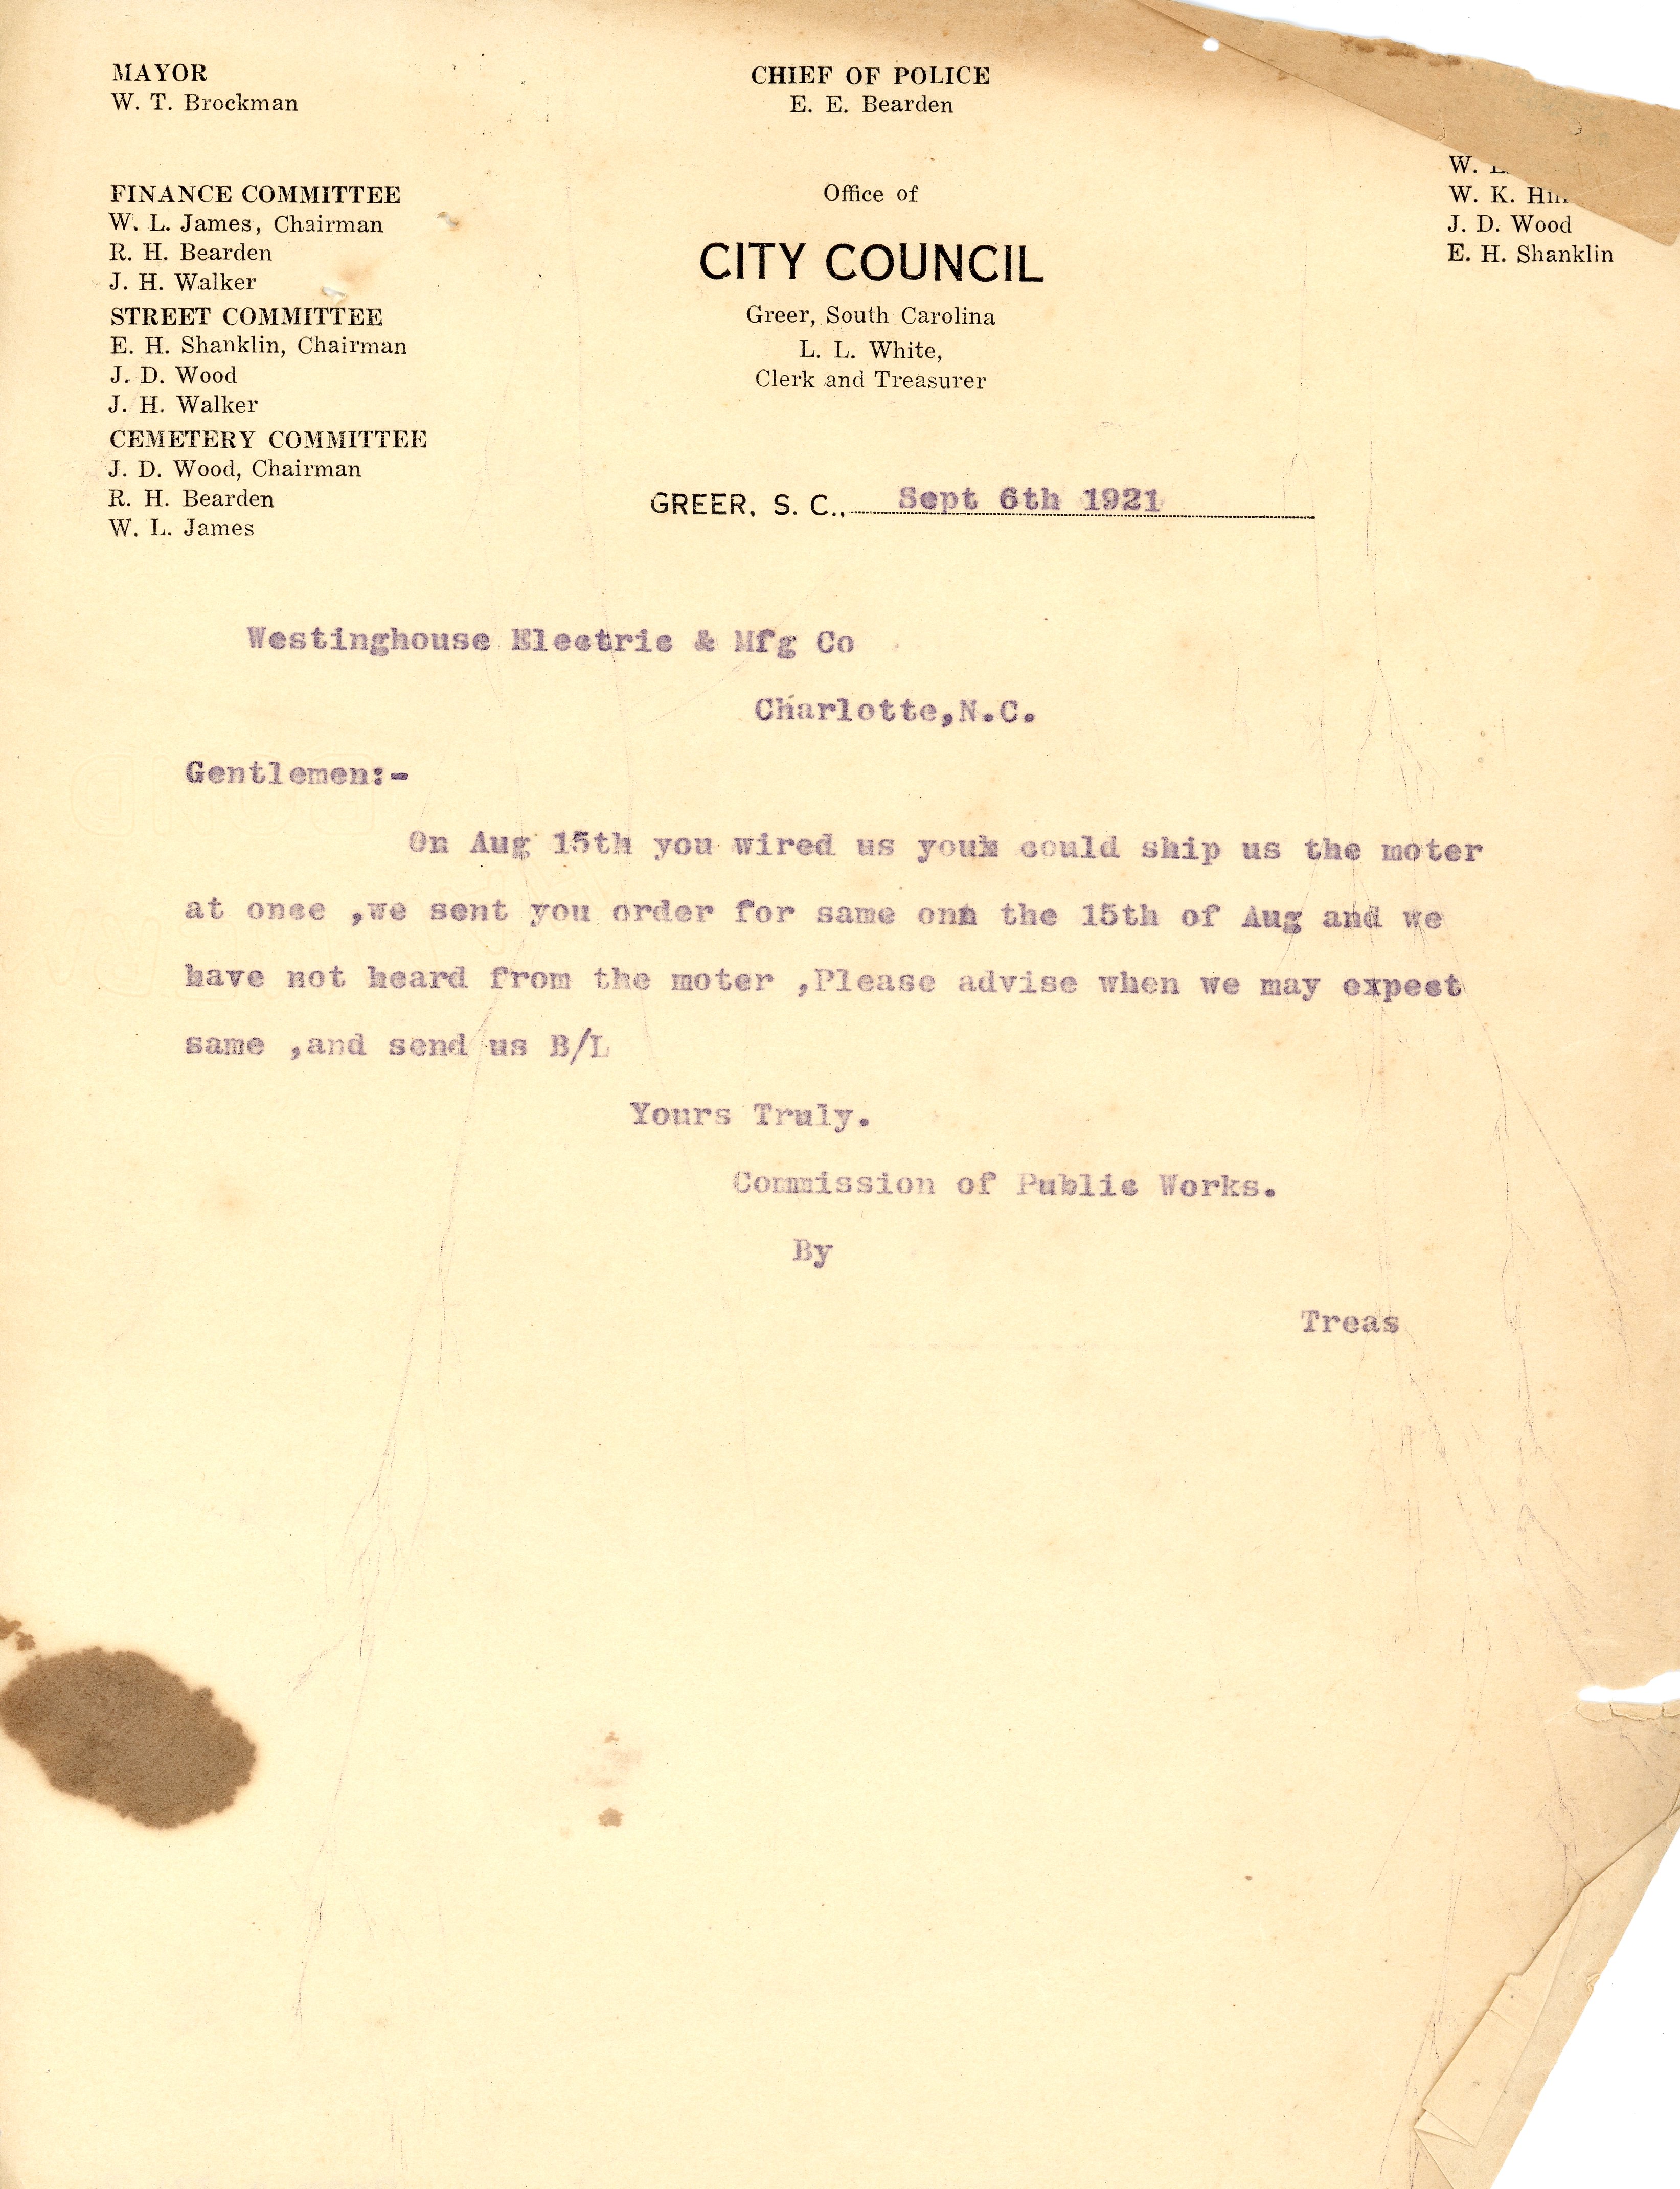 MAYOR
W. T. Brockman
FINANCE COMMITTEE
W. L. James, Chairman
R. H. Bearden
J. H. Walker
STREET COMMITTEE
E. H. Shanklin, Chairman
J. D. Wood
J. H. Walker
CEMETERY COMMITTEE
J. D. Wood, Chairman
R. H. Bearden
W. L. James
CHIEF OF POLICE
E. E. Bearden
Office of
CITY COUNCIL
Greer, South Carolina
L. L. White,
Clerk and Treasurer
W.
W. K.
J. D. Wood
E. H. Shanklin
GREER, S. C., Sept 6th 1921
Westinghouse Electric & Mfg Co
Charlotte,N.C.
Gentlemen:-
On Aug 15th you wired us you could ship us the moter
at once ,we sent you order for same on the 15th of Aug and we
have not heard from the moter ,Please advise when we may expect
same ,and send us B/L
Yours Truly.
Commission of Public Works.
By
Treas